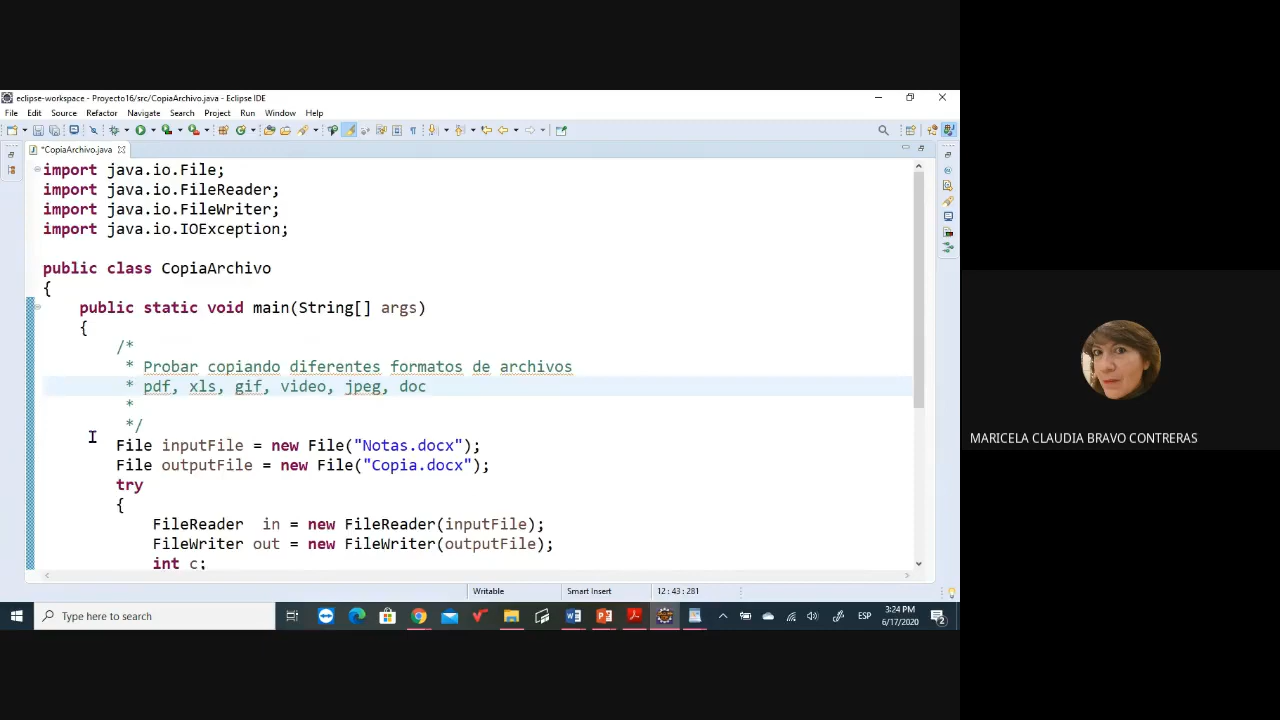 eclipse-workspace - Proyecto16/src/CopiaArchivo.java - Eclipse IDE
File Edit Source Refactor Navigate Search Project Run Window Help
*CopiaArchivo.java
import java.io.File;
import java.io.FileReader;
import java.io.FileWriter;
import java.io.IOException;
public class CopiaArchivo
{
public static void main(String[] args)
{
/*
* Probar copiando diferentes formatos de archivos
* pdf, xls, gif, video, jpeg, doc
*
*/
File inputFile = new File("Notas.docx");
File outputFile = new File("Copia.docx");
try
{
FileReader in = new FileReader(inputFile);
FileWriter out = new FileWriter(outputFile);
int c;
Writable Smart Insert 12 : 43 : 281
Type here to search
ESP
3:24 PM
6/17/2020
2
MARICELA CLAUDIA BRAVO CONTRERAS